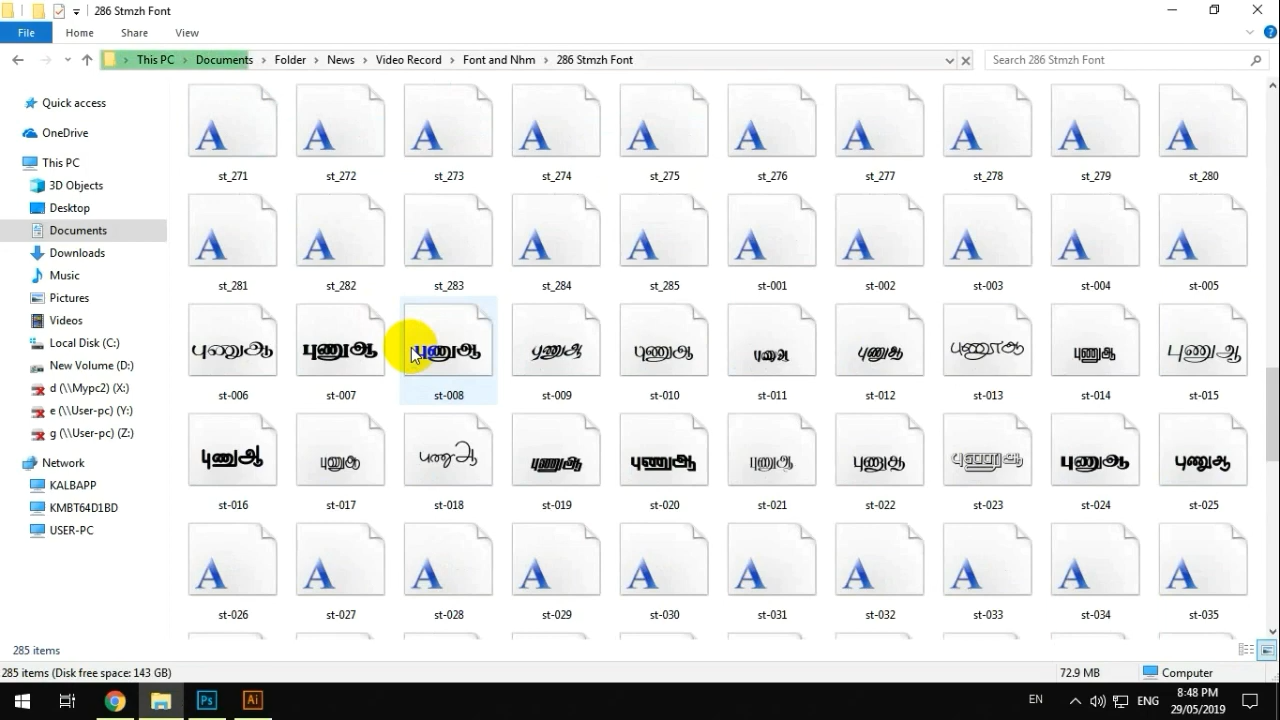 286 Stmzh Font
File Home Share View
This PC Documents Folder News Video Record Font and Nhm 286 Stmzh Font
Search 286 Stmzh Font
Quick access
OneDrive
This PC
3D Objects
Desktop
Documents
Downloads
Music
Pictures
Videos
Local Disk (C:)
New Volume (D:)
d (\\Mypc2) (X:)
e (\\User-pc) (Y:)
g (\\User-pc) (Z:)
Network
KALBAPP
KMBT64D1BD
USER-PC
A A A A A A A A A A
st_271 st_272 st_273 st_274 st_275 st_276 st_277 st_278 st_279 st_280
A A A A A A A A A A
st_281 st_282 st_283 st_284 st_285 st-001 st-002 st-003 st-004 st-005
புணுஆ புணுஆ புணுஆ புணுஆ புணுஆ புணுஆ புணுஆ புணுஆ புணுஆ புணுஆ
st-006 st-007 st-008 st-009 st-010 st-011 st-012 st-013 st-014 st-015
புணுஆ புணுஆ புணுஆ புணுஆ புணுஆ புணுஆ புணுஆ புணுஆ புணுஆ புணுஆ
st-016 st-017 st-018 st-019 st-020 st-021 st-022 st-023 st-024 st-025
A A A A A A A A A A
st-026 st-027 st-028 st-029 st-030 st-031 st-032 st-033 st-034 st-035
285 items
285 items (Disk free space: 143 GB) 72.9 MB Computer
Ps Ai EN ENG 8:48 PM
29/05/2019